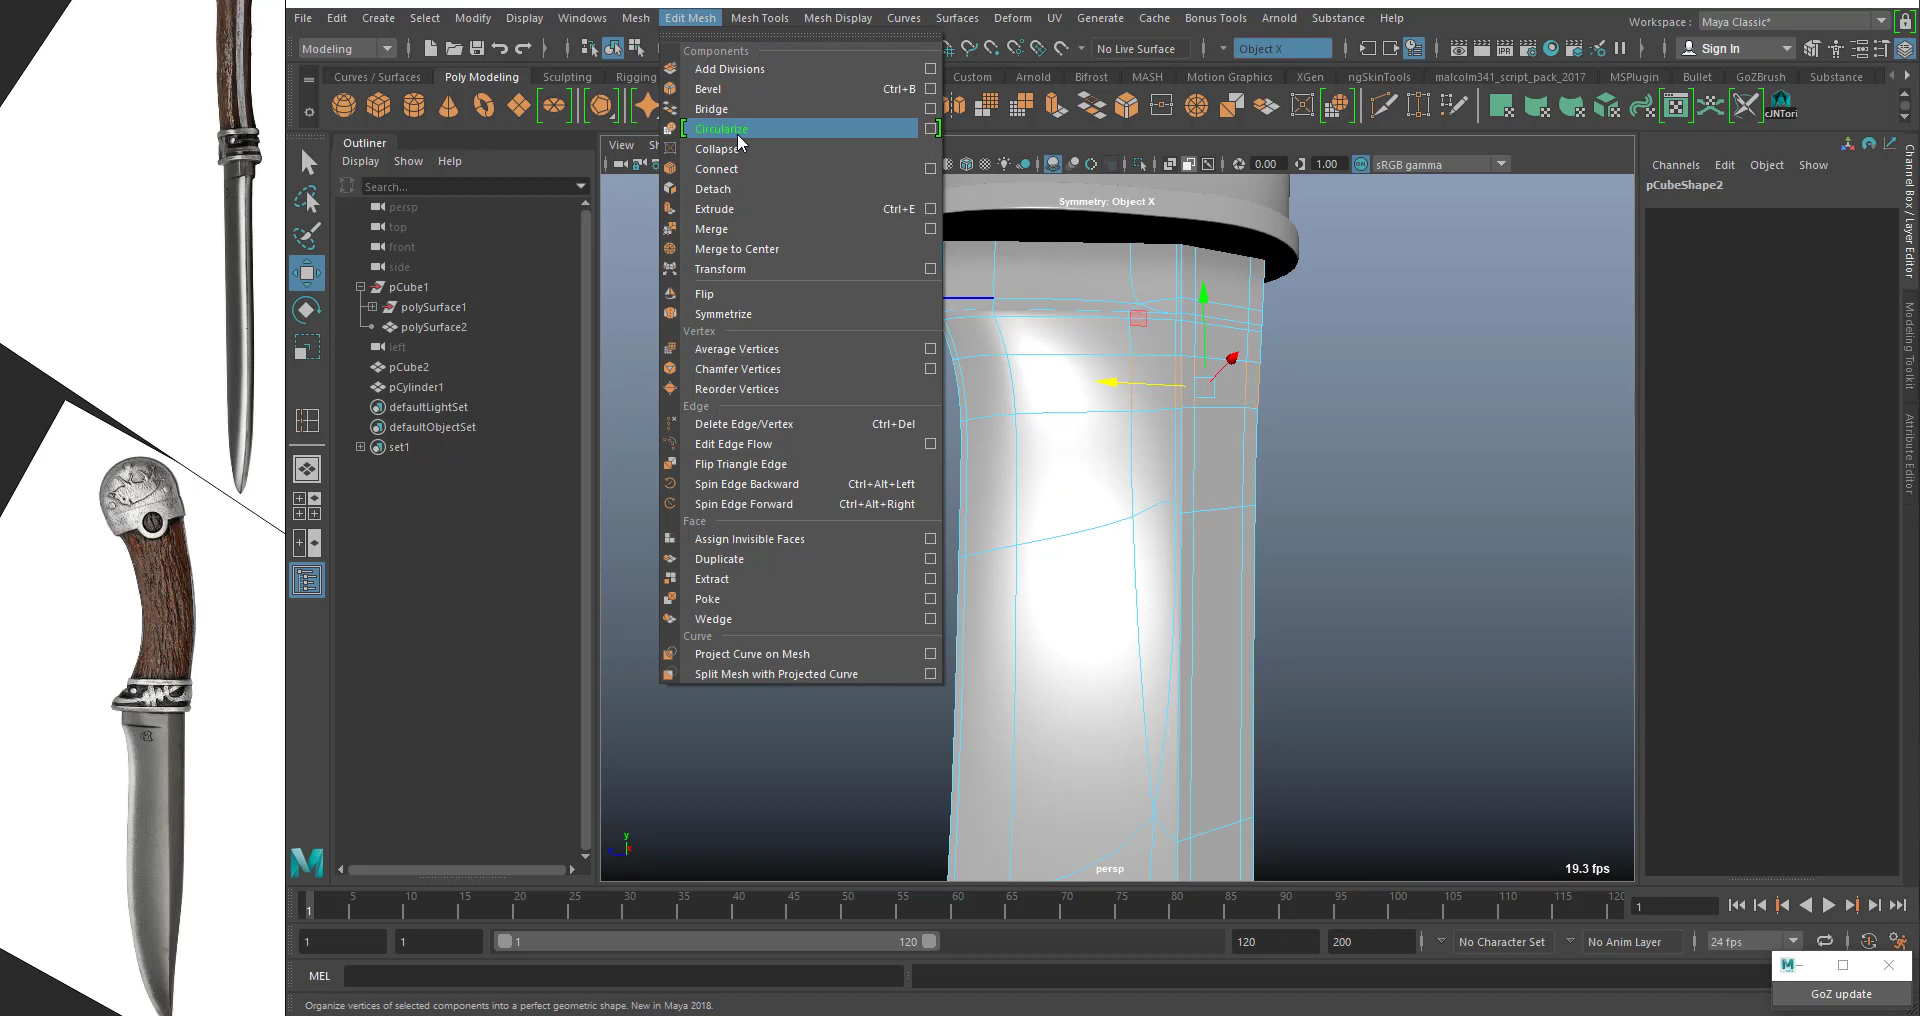 File Edit Create Select Modify Display Windows Mesh Edit Mesh Mesh Tools Mesh Display Curves Surfaces Deform UV Generate Cache Bonus Tools Arnold Substance Help
Workspace : Maya Classic*
Modeling
No Live Surface
Object X
Sign In
Curves / Surfaces Poly Modeling Sculpting Rigging
Custom Arnold Bifrost MASH Motion Graphics XGen ngSkinTools malcolm341_script_pack_2017 MSPlugin Bullet GoZBrush Substance
IPR
cJNTori
Outliner
Display Show Help
Search...
persp
top
front
side
pCube1
polySurface1
polySurface2
left
pCube2
pCylinder1
defaultLightSet
defaultObjectSet
set1
Components
Add Divisions
Bevel Ctrl+B
Bridge
Circularize
Collapse
Connect
Detach
Extrude Ctrl+E
Merge
Merge to Center
Transform
Flip
Symmetrize
Vertex
Average Vertices
Chamfer Vertices
Reorder Vertices
Edge
Delete Edge/Vertex Ctrl+Del
Edit Edge Flow
Flip Triangle Edge
Spin Edge Backward Ctrl+Alt+Left
Spin Edge Forward Ctrl+Alt+Right
Face
Assign Invisible Faces
Duplicate
Extract
Poke
Wedge
Curve
Project Curve on Mesh
Split Mesh with Projected Curve
View Sh
0.00 1.00 ON sRGB gamma
Symmetry: Object X
y
x
persp
19.3 fps
Channels Edit Object Show
pCubeShape2
Channel Box / Layer Editor
Modeling Toolkit
Attribute Editor
1 5 10 15 20 25 30 35 40 45 50 55 60 65 70 75 80 85 90 95 100 105 110 115 120
1
1 1 1 120 120 200
No Character Set No Anim Layer 24 fps
MEL
GoZ update
Organize vertices of selected components into a perfect geometric shape. New in Maya 2018.